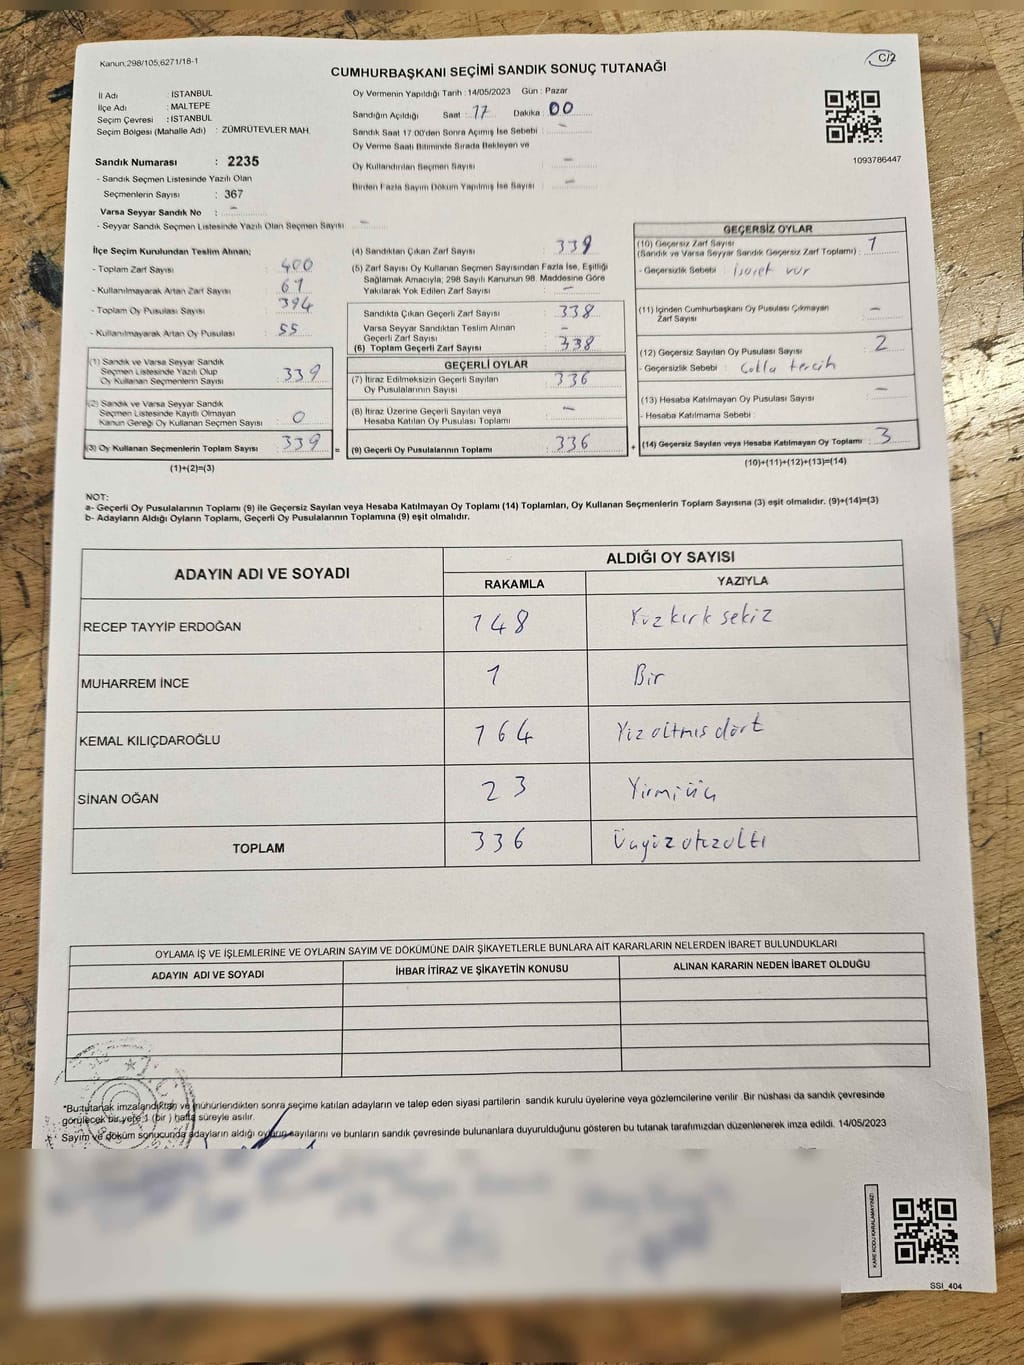 Kanun:298/105,6271/18-1
C/2
CUMHURBAŞKANI SEÇİMİ SANDIK SONUÇ TUTANAĞI
İl Adı : İSTANBUL
İlçe Adı : MALTEPE
Seçim Çevresi : İSTANBUL
Seçim Bölgesi (Mahalle Adı) : ZÜMRÜTEVLER MAH.
Sandık Numarası : 2235
- Sandık Seçmen Listesinde Yazılı Olan
Seçmenlerin Sayısı : 367
Varsa Seyyar Sandık No : -
- Seyyar Sandık Seçmen Listesinde Yazılı Olan Seçmen Sayısı : -
Oy Vermenin Yapıldığı Tarih : 14/05/2023 Gün : Pazar
Sandığın Açıldığı Saat : 17 Dakika : 00
Sandık Saat 17:00'den Sonra Açımış İse Sebebi : -
Oy Verme Saati Bitiminde Sırada Bekleyen ve
Oy Kullandırılan Seçmen Sayısı : -
Birden Fazla Sayım Döküm Yapılmış İse Sayısı : -
1093786447
İlçe Seçim Kurulundan Teslim Alınan;
- Toplam Zarf Sayısı : 400
- Kullanılmayarak Artan Zarf Sayısı : 61
- Toplam Oy Pusulası Sayısı : 394
- Kullanılmayarak Artan Oy Pusulası : 55
(1) Sandık ve Varsa Seyyar Sandık
Seçmen Listesinde Yazılı Olup
Oy Kullanan Seçmenlerin Sayısı : 339
(2) Sandık ve Varsa Seyyar Sandık
Seçmen Listesinde Kayıtlı Olmayan
Kanun Gereği Oy Kullanan Seçmen Sayısı : 0
(3) Oy Kullanan Seçmenlerin Toplam Sayısı : 339
(1)+(2)=(3)
(4) Sandıktan Çıkan Zarf Sayısı : 339
(5) Zarf Sayısı Oy Kullanan Seçmen Sayısından Fazla İse, Eşitliği
Sağlamak Amacıyla; 298 Sayılı Kanunun 98. Maddesine Göre
Yakılarak Yok Edilen Zarf Sayısı : -
Sandıkta Çıkan Geçerli Zarf Sayısı : 338
Varsa Seyyar Sandıktan Teslim Alınan
Geçerli Zarf Sayısı : -
(6) Toplam Geçerli Zarf Sayısı : 338
GEÇERLİ OYLAR
(7) İtiraz Edilmeksizin Geçerli Sayılan
Oy Pusulalarının Sayısı : 336
(8) İtiraz Üzerine Geçerli Sayılan veya
Hesaba Katılan Oy Pusulası Toplamı : -
= (9) Geçerli Oy Pusulalarının Toplamı : 336
GEÇERSİZ OYLAR
(10) Geçersiz Zarf Sayısı
(Sandık ve Varsa Seyyar Sandık Geçersiz Zarf Toplamı) : 1
- Geçersizlik Sebebi : İşaret var
(11) İçinden Cumhurbaşkanı Oy Pusulası Çıkmayan
Zarf Sayısı : -
(12) Geçersiz Sayılan Oy Pusulası Sayısı : 2
- Geçersizlik Sebebi : Çokla tercih
(13) Hesaba Katılmayan Oy Pusulası Sayısı : -
- Hesaba Katılmama Sebebi :
+ (14) Geçersiz Sayılan veya Hesaba Katılmayan Oy Toplamı : 3
(10)+(11)+(12)+(13)=(14)
NOT:
a- Geçerli Oy Pusulalarının Toplamı (9) ile Geçersiz Sayılan veya Hesaba Katılmayan Oy Toplamı (14) Toplamları, Oy Kullanan Seçmenlerin Toplam Sayısına (3) eşit olmalıdır. (9)+(14)=(3)
b- Adayların Aldığı Oyların Toplamı, Geçerli Oy Pusulalarının Toplamına (9) eşit olmalıdır.
ADAYIN ADI VE SOYADI
ALDIĞI OY SAYISI
RAKAMLA YAZIYLA
RECEP TAYYİP ERDOĞAN 148 Yüzkırk sekiz
MUHARREM İNCE 1 Bir
KEMAL KILIÇDAROĞLU 164 Yüz altmış dört
SİNAN OĞAN 23 Yirmi üç
TOPLAM 336 Üçyüz otuzaltı
OYLAMA İŞ VE İŞLEMLERİNE VE OYLARIN SAYIM VE DÖKÜMÜNE DAİR ŞİKAYETLERLE BUNLARA AİT KARARLARIN NELERDEN İBARET BULUNDUKLARI
ADAYIN ADI VE SOYADI İHBAR İTİRAZ VE ŞİKAYETİN KONUSU ALINAN KARARIN NEDEN İBARET OLDUĞU
*Bu tutanak imzalandıktan ve mühürlendikten sonra seçime katılan adayların ve talep eden siyasi partilerin sandık kurulu üyelerine veya gözlemcilerine verilir. Bir nüshası da sandık çevresinde
görülecek bir yere 1 (bir) hafta süreyle asılır.
Sayım ve döküm sonucunda adayların aldığı oyların sayılarını ve bunların sandık çevresinde bulunanlara duyurulduğunu gösteren bu tutanak tarafımızdan düzenlenerek imza edildi. 14/05/2023
KARE KODU KARALAMAYINIZ!
SSİ_404